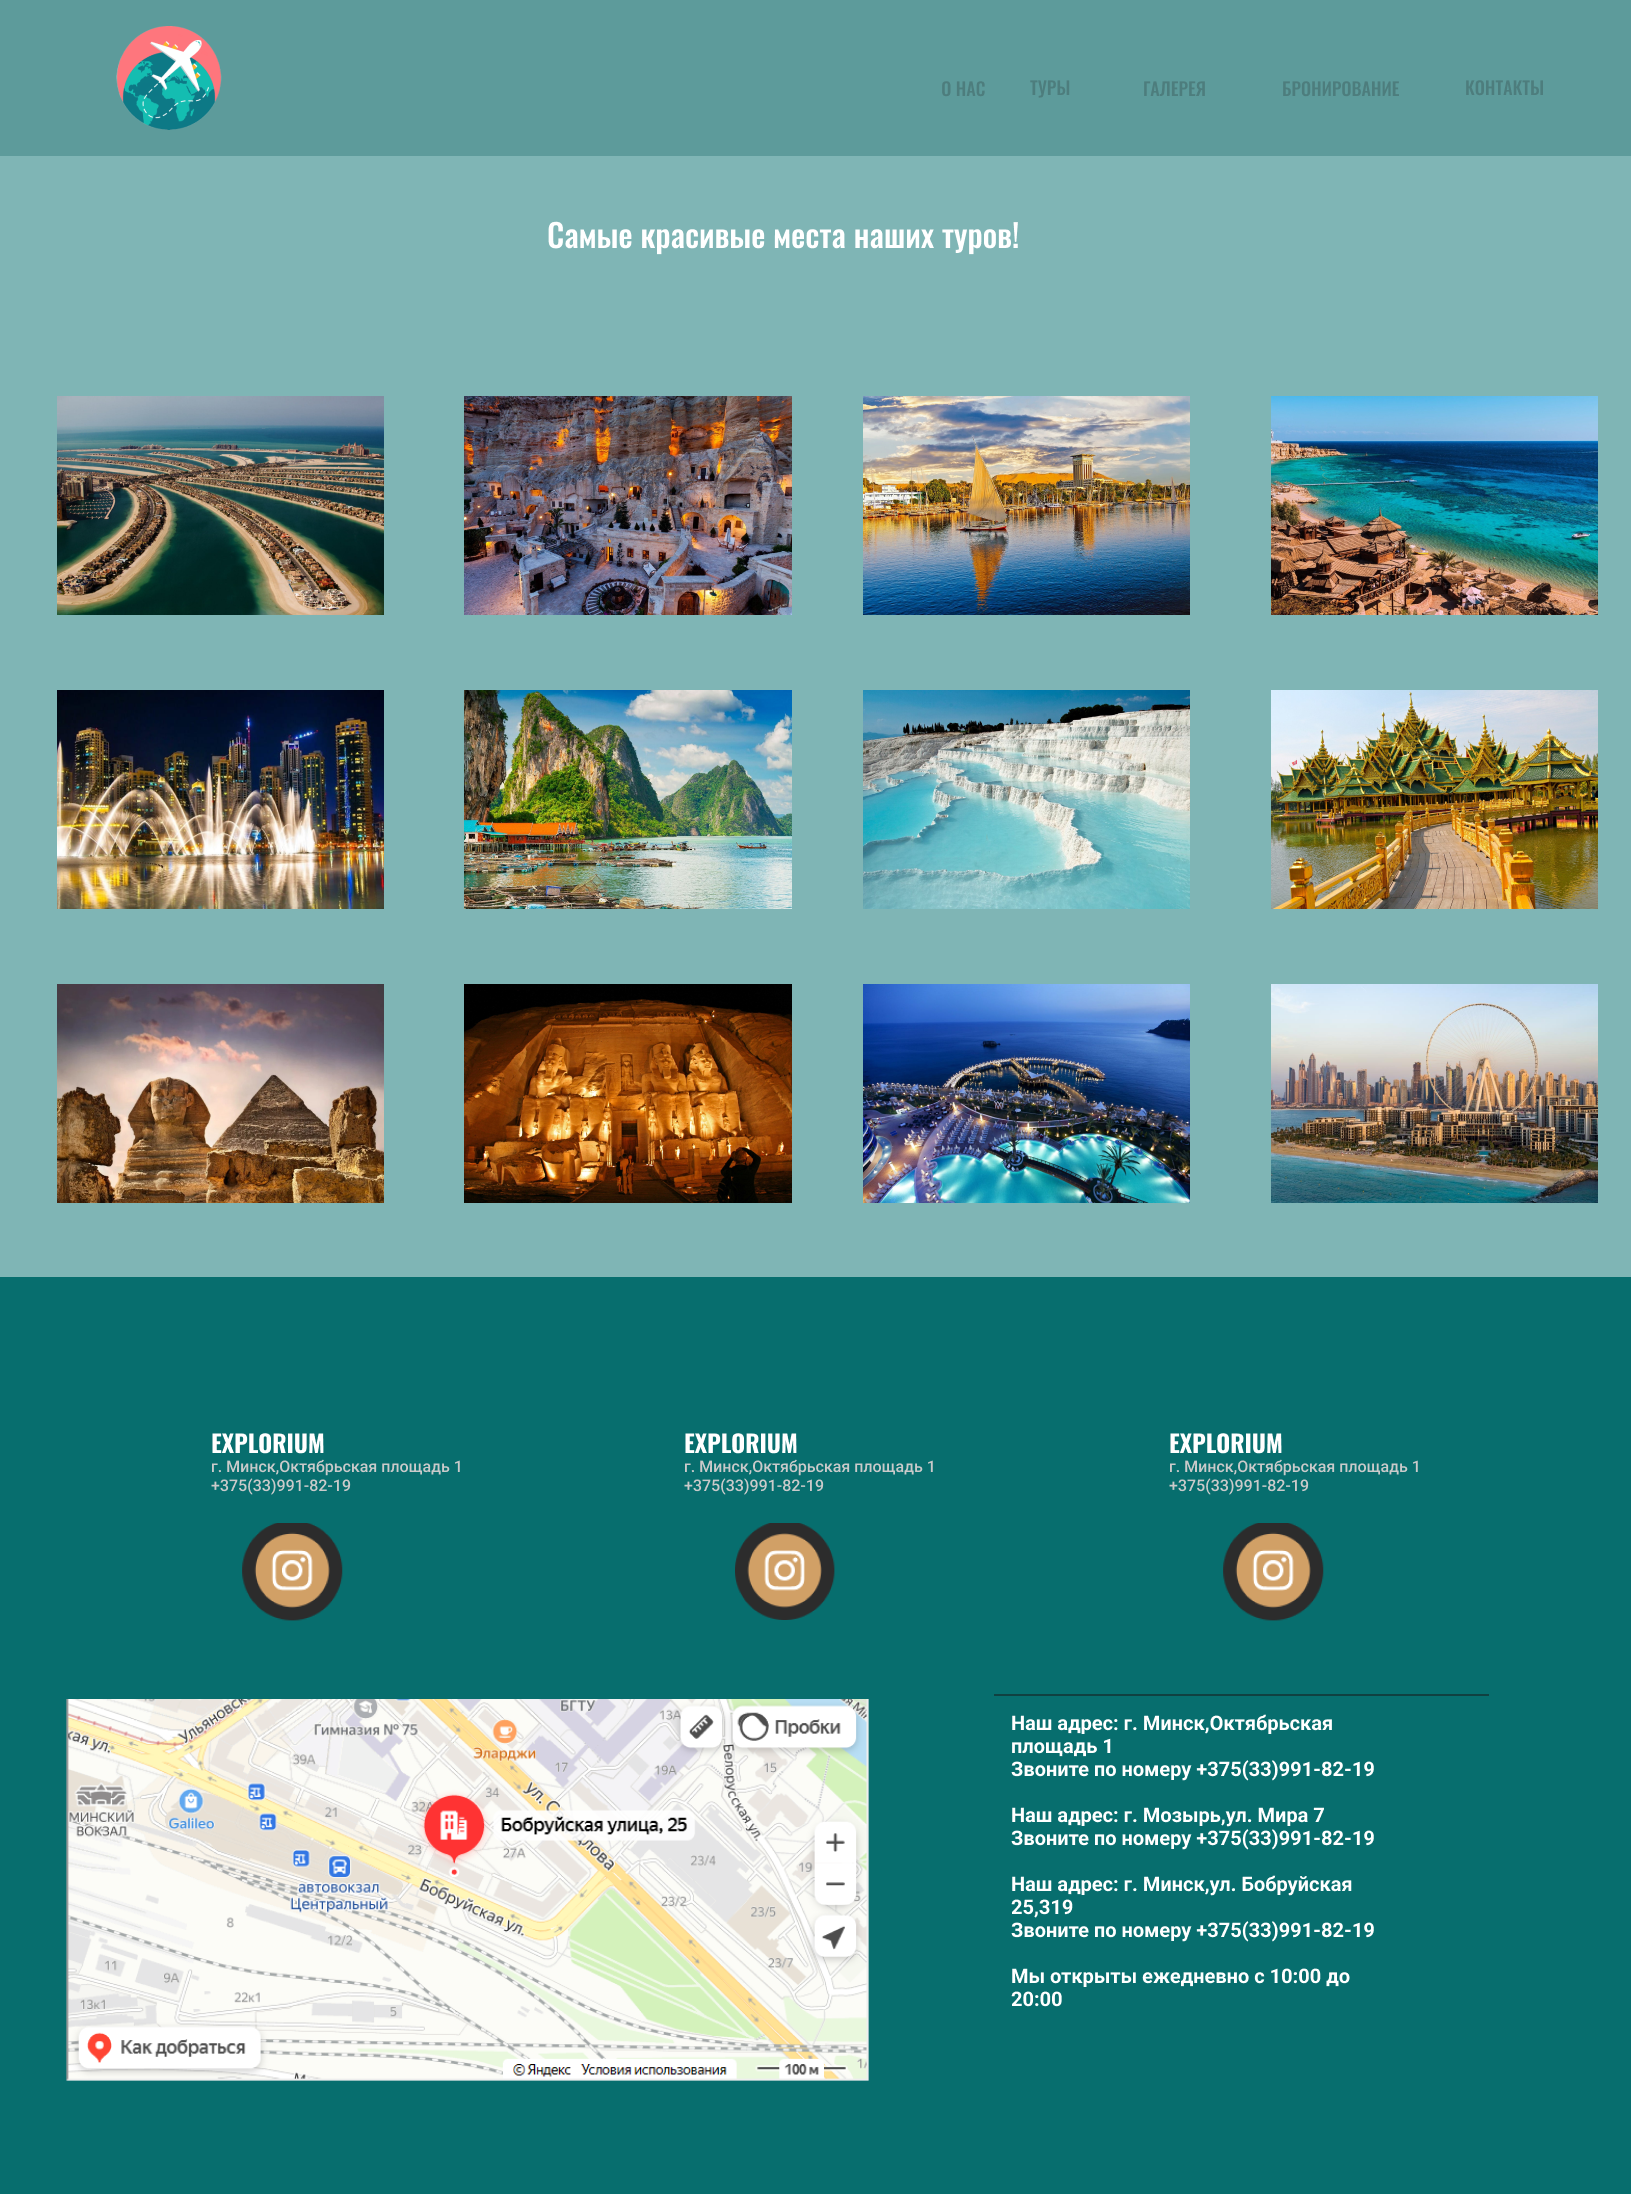 О НАС ТУРЫ ГАЛЕРЕЯ БРОНИРОВАНИЕ КОНТАКТЫ
Самые красивые места наших туров!
EXPLORIUM
г. Минск,Октябрьская площадь 1
+375(33)991-82-19
EXPLORIUM
г. Минск,Октябрьская площадь 1
+375(33)991-82-19
EXPLORIUM
г. Минск,Октябрьская площадь 1
+375(33)991-82-19
БГТУ
Гимназия № 75
13А
Пробки
Эларджи
39А
17
19А
15
Белорусская ул.
МИНСКИЙ
ВОКЗАЛ
Galileo
21
32А
34
Бобруйская улица, 25
23
27А
23/4
19
автовокзал
Центральный
Бобруйская ул.
23/2
23/5
8
12/2
11
9А
23/7
13к1
22к1
5
Как добраться
© Яндекс Условия использования
100 м
Наш адрес: г. Минск,Октябрьская
площадь 1
Звоните по номеру +375(33)991-82-19
Наш адрес: г. Мозырь,ул. Мира 7
Звоните по номеру +375(33)991-82-19
Наш адрес: г. Минск,ул. Бобруйская
25,319
Звоните по номеру +375(33)991-82-19
Мы открыты ежедневно с 10:00 до
20:00